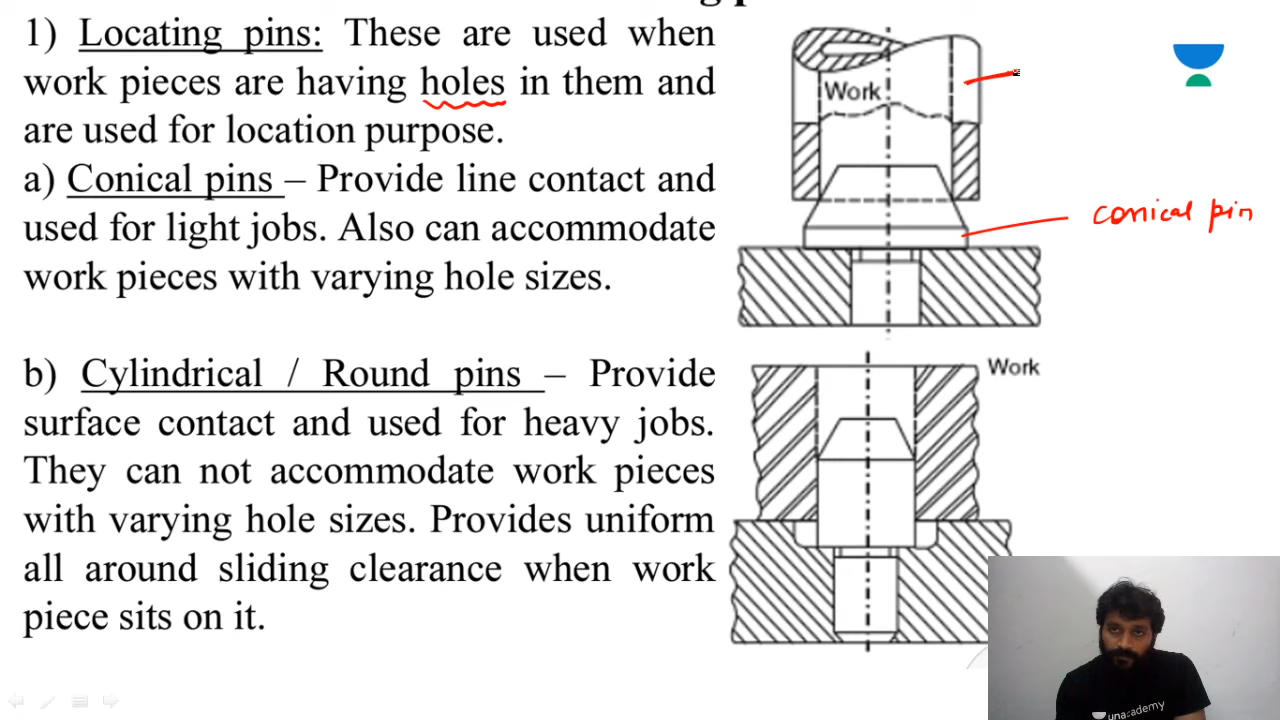 1) Locating pins: These are used when
work pieces are having holes in them and
are used for location purpose.
a) Conical pins – Provide line contact and
used for light jobs. Also can accommodate
work pieces with varying hole sizes.
Work
conical pin
b) Cylindrical / Round pins – Provide
surface contact and used for heavy jobs.
They can not accommodate work pieces
with varying hole sizes. Provides uniform
all around sliding clearance when work
piece sits on it.
Work
unacademy